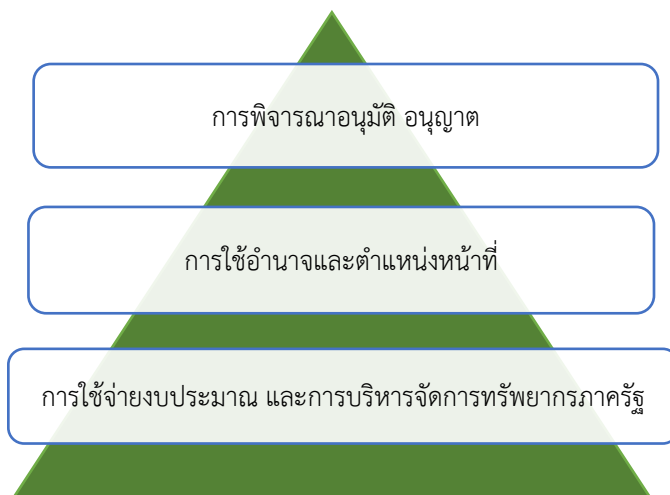 การพิจารณาอนุมัติ อนุญาต
การใช้อำนาจและตำแหน่งหน้าที่
การใช้จ่ายงบประมาณ และการบริหารจัดการทรัพยากรภาครัฐ